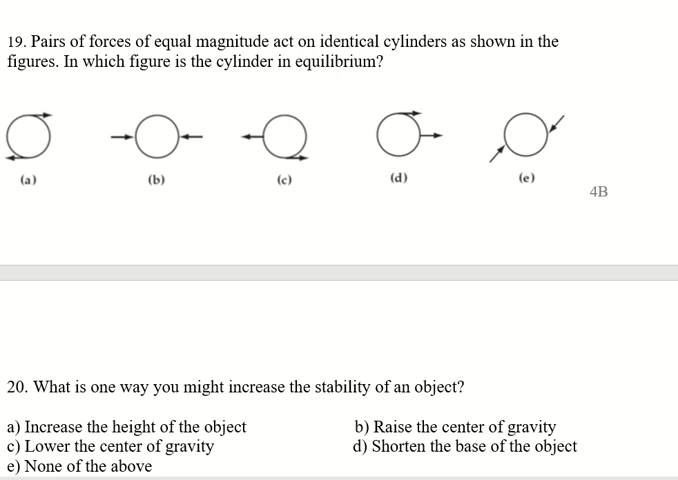 19. Pairs of forces of equal magnitude act on identical cylinders as shown in the
figures. In which figure is the cylinder in equilibrium?
(a) (b) (c) (d) (e)
4B
20. What is one way you might increase the stability of an object?
a) Increase the height of the object b) Raise the center of gravity
c) Lower the center of gravity d) Shorten the base of the object
e) None of the above